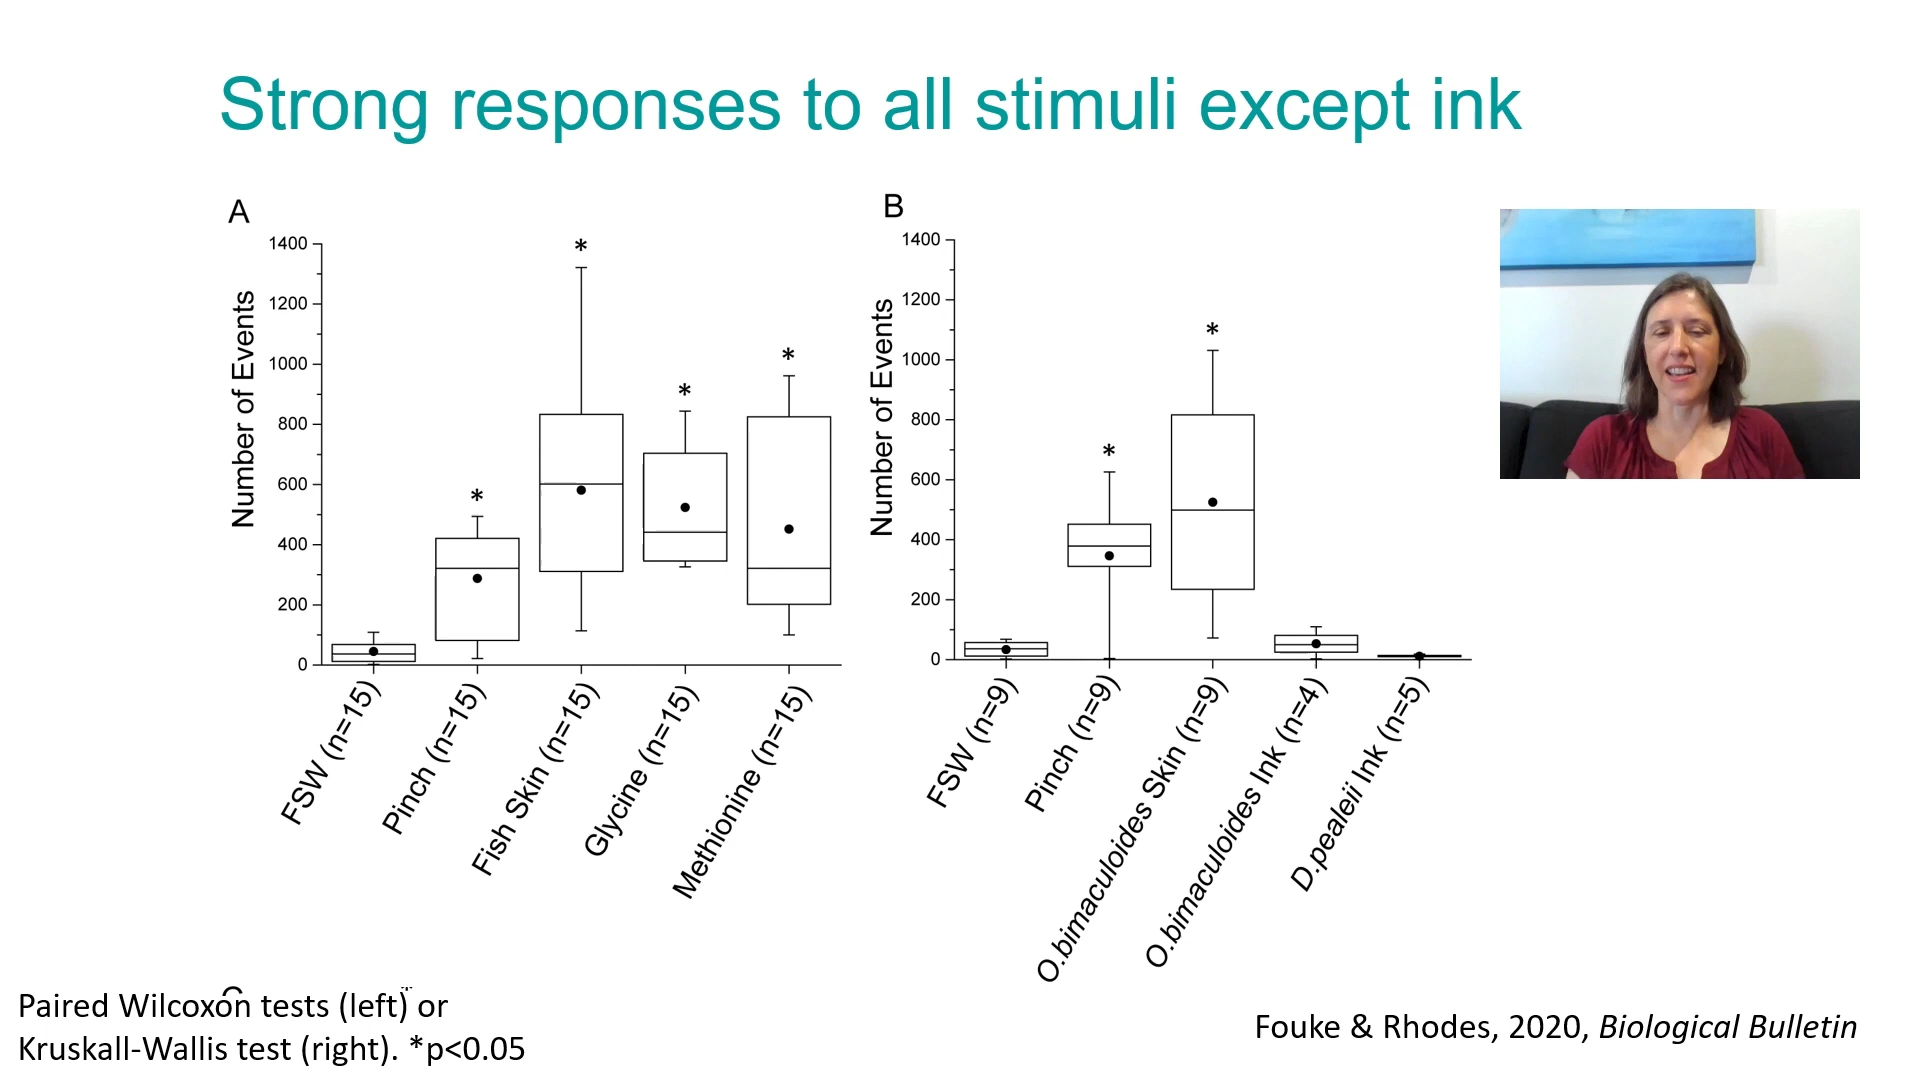 Strong responses to all stimuli except ink
A
Number of Events
1400
1200
1000
800
600
400
200
0
*
*
*
*
FSW (n=15)
Pinch (n=15)
Fish Skin (n=15)
Glycine (n=15)
Methionine (n=15)
B
Number of Events
1400
1200
1000
800
600
400
200
0
*
*
FSW (n=9)
Pinch (n=9)
O.bimaculoides Skin (n=9)
O.bimaculoides Ink (n=4)
D.pealeii Ink (n=5)
Paired Wilcoxon tests (left) or
Kruskall-Wallis test (right). *p<0.05
Fouke & Rhodes, 2020, Biological Bulletin